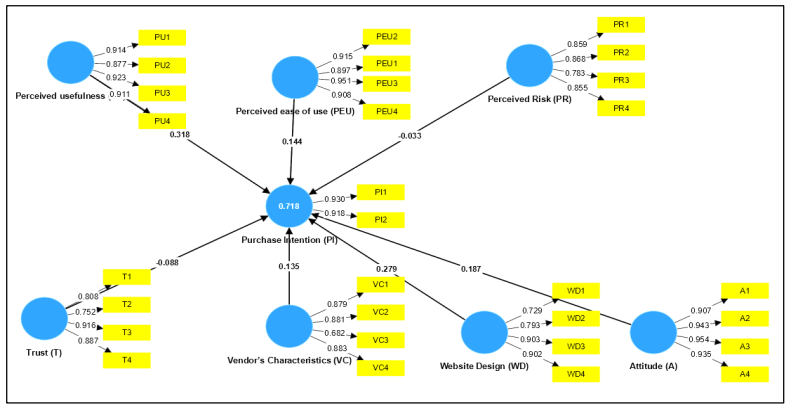 PU1
0.914
PU2
0.877
0.923
PU3
Perceived usefulness
0.911
PU4
0.318
PEU2
0.915
PEU1
0.897
PEU3
0.951
0.908
PEU4
Perceived ease of use (PEU)
0.144
PR1
0.859
PR2
0.868
0.783
PR3
0.855
Perceived Risk (PR)
PR4
-0.033
0.718
0.930
PI1
0.918
PI2
Purchase Intention (PI)
-0.088
0.135
0.279
0.187
T1
0.808
T2
0.752
0.916
T3
0.887
T4
Trust (T)
VC1
0.879
VC2
0.881
0.682
VC3
0.883
VC4
Vendor's Characteristics (VC)
WD1
0.729
WD2
0.793
0.903
WD3
0.902
WD4
Website Design (WD)
A1
0.907
A2
0.943
0.954
A3
0.935
A4
Attitude (A)